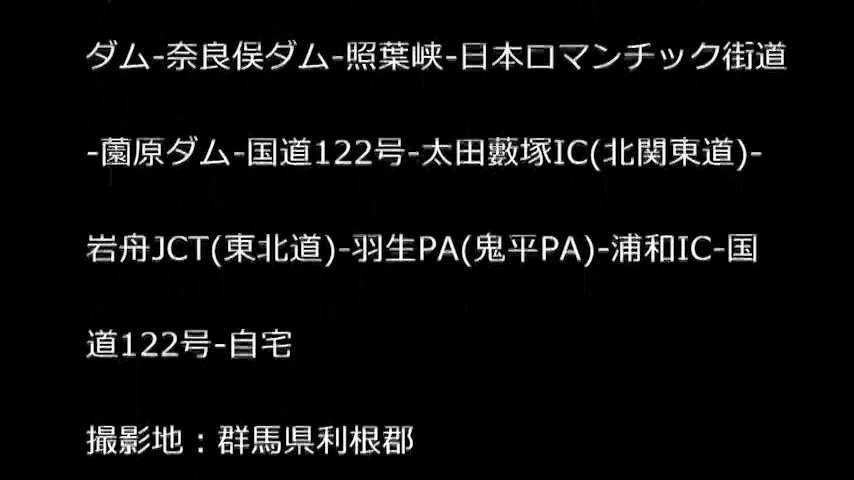 ダム-奈良俣ダム-照葉峡-日本ロマンチック街道
-薗原ダム-国道122号-太田藪塚IC(北関東道)-
岩舟JCT(東北道)-羽生PA(鬼平PA)-浦和IC-国
道122号-自宅
撮影地：群馬県利根郡